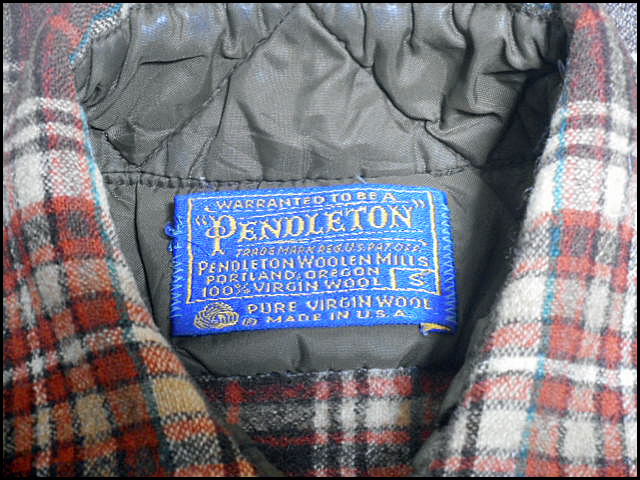 WARRANTED TO BE A
"PENDLETON"
TRADE MARK REG. U.S. PAT. OFF.
PENDLETON WOOLEN MILLS
PORTLAND, OREGON
100% VIRGIN WOOL S
PURE VIRGIN WOOL
® MADE IN U.S.A.